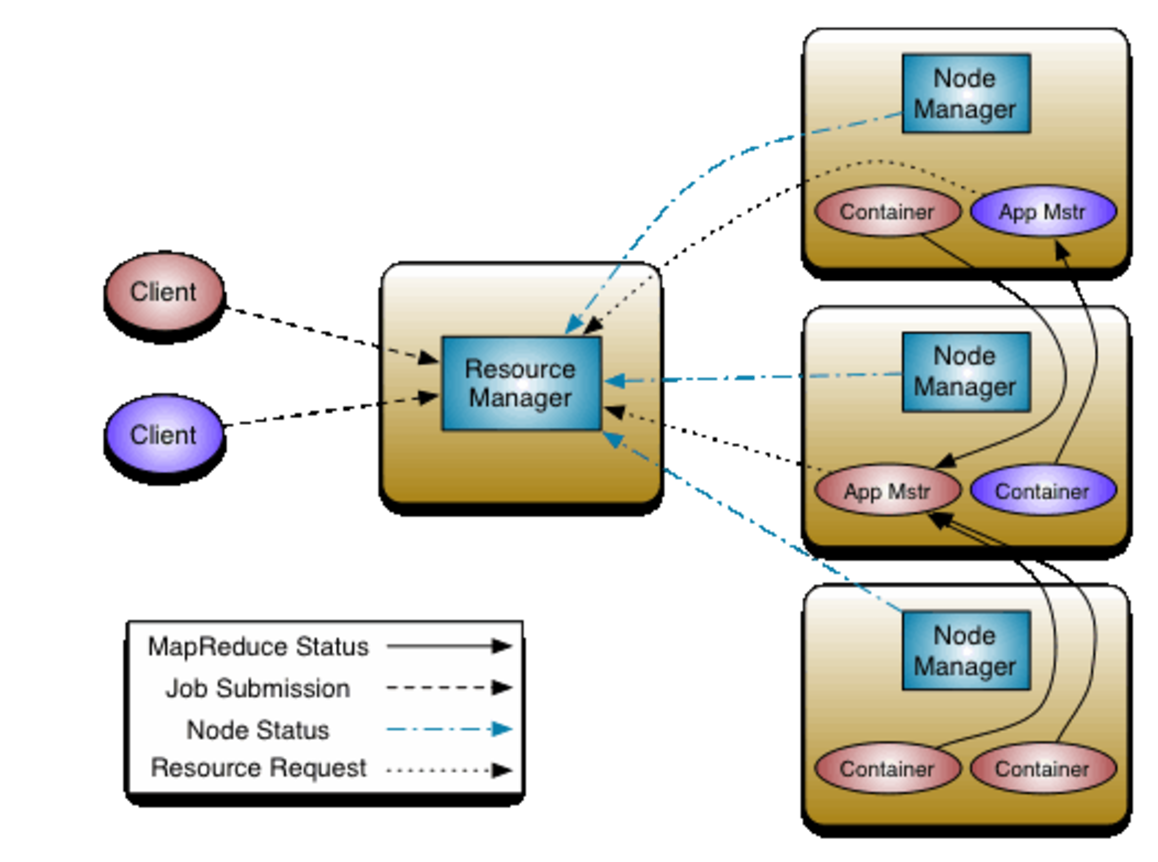 Node
Manager
Container
App Mstr
Client
Client
Resource
Manager
Node
Manager
App Mstr
Container
Node
Manager
Container
Container
MapReduce Status
Job Submission
Node Status
Resource Request